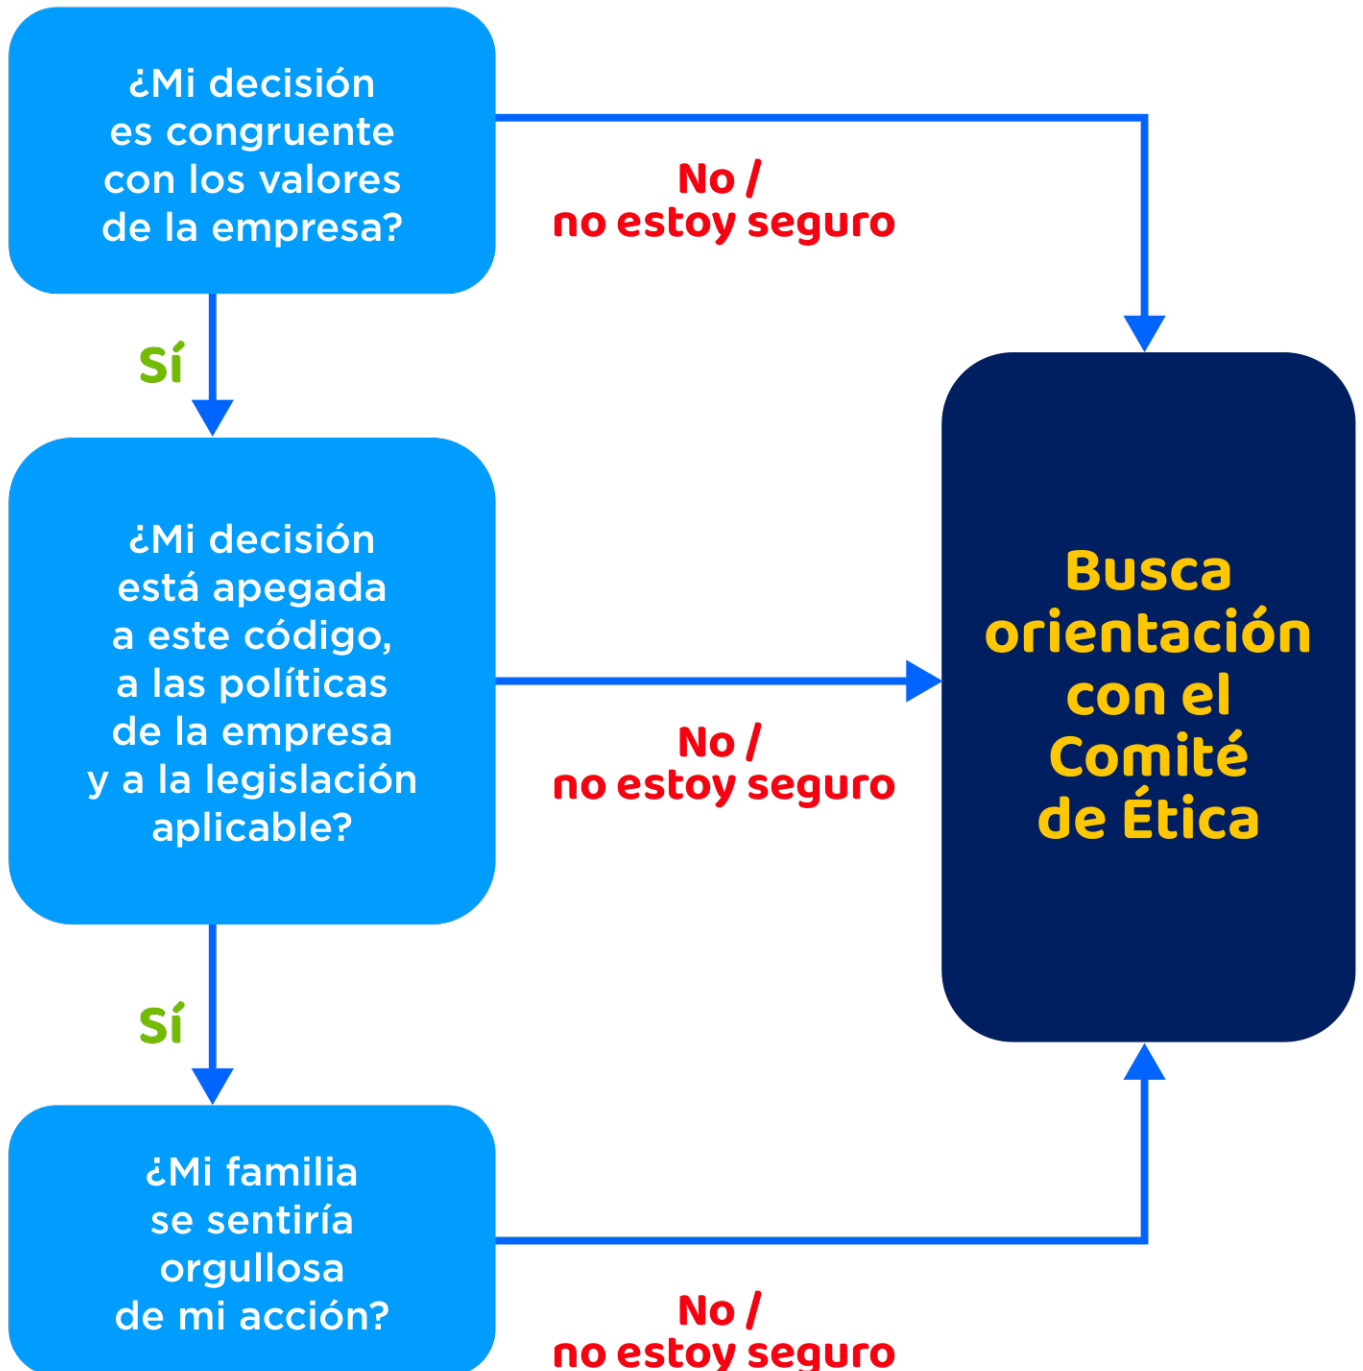 ¿Mi decisión
es congruente
con los valores
de la empresa?
No /
no estoy seguro
Sí
¿Mi decisión
está apegada
a este código,
a las políticas
de la empresa
y a la legislación
aplicable?
No /
no estoy seguro
Busca
orientación
con el
Comité
de Ética
Sí
¿Mi familia
se sentiría
orgullosa
de mi acción?
No /
no estoy seguro